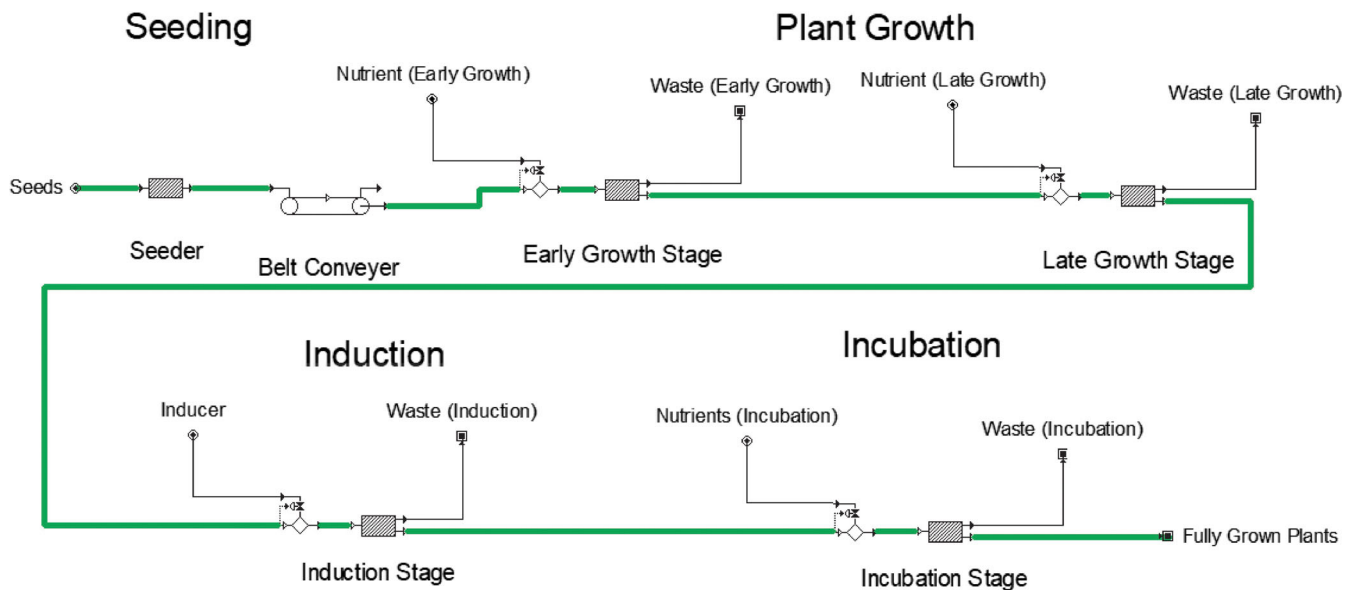 Seeding
Plant Growth
Nutrient (Early Growth)
Waste (Early Growth)
Nutrient (Late Growth)
Waste (Late Growth)
Seeds
Seeder
Belt Conveyer
Early Growth Stage
Late Growth Stage
Induction
Incubation
Inducer
Waste (Induction)
Nutrients (Incubation)
Waste (Incubation)
Fully Grown Plants
Induction Stage
Incubation Stage